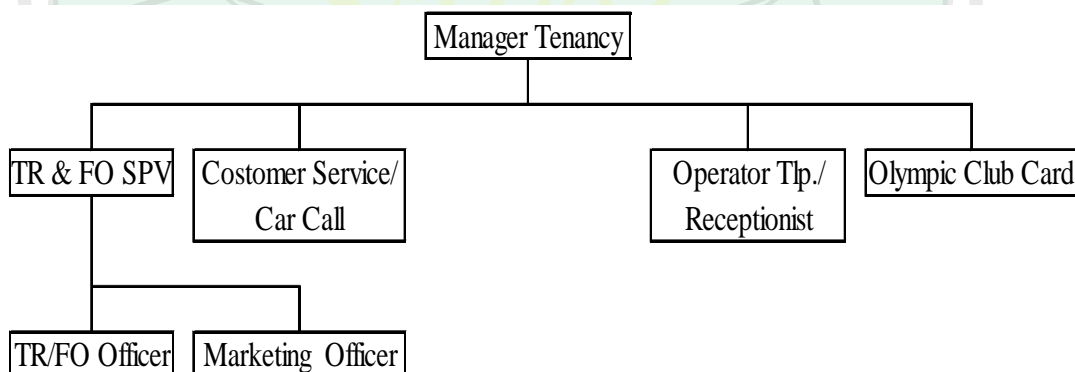 Manager Tenancy
TR & FO SPV
Costomer Service/
Car Call
Operator Tlp./
Receptionist
Olympic Club Card
TR/FO Officer
Marketing Officer